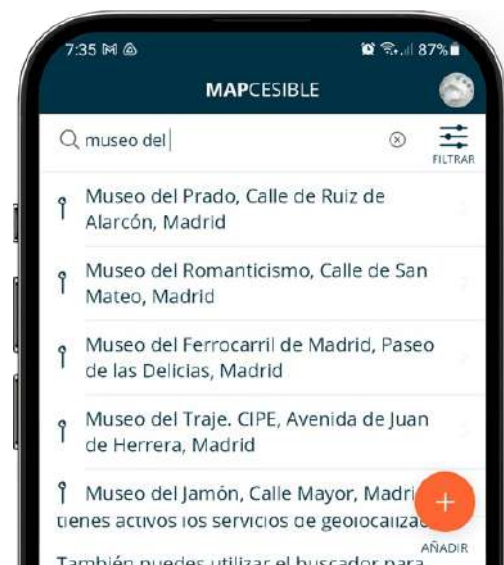 7:35 87%
MAPCESIBLE
museo del
FILTRAR
Museo del Prado, Calle de Ruiz de
Alarcón, Madrid
Museo del Romanticismo, Calle de San
Mateo, Madrid
Museo del Ferrocarril de Madrid, Paseo
de las Delicias, Madrid
Museo del Traje. CIPE, Avenida de Juan
de Herrera, Madrid
Museo del Jamón, Calle Mayor, Madri
tienes activos los servicios de geolocaliza
AÑADIR
También puedes utilizar el buscador para